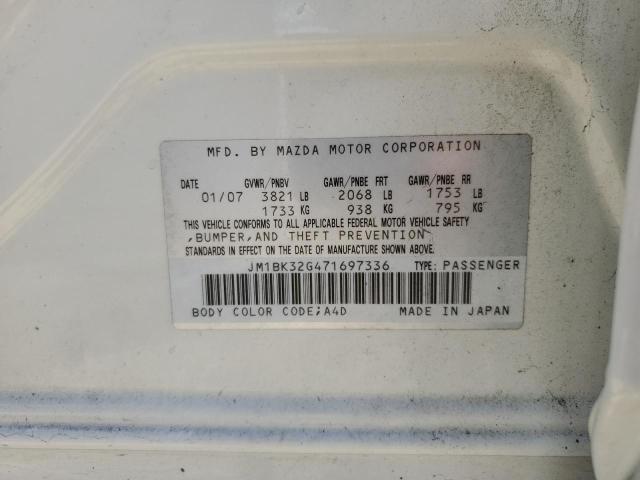 MFD. BY MAZDA MOTOR CORPORATION
DATE GVWR/PNBV GAWR/PNBE FRT GAWR/PNBE RR
01/07 3821 LB 2068 LB 1753 LB
1733 KG 938 KG 795 KG
THIS VEHICLE CONFORMS TO ALL APPLICABLE FEDERAL MOTOR VEHICLE SAFETY
,BUMPER,AND THEFT PREVENTION
STANDARDS IN EFFECT ON THE DATE OF MANUFACTURE SHOWN ABOVE.
JM1BK32G471697336 TYPE: PASSENGER
BODY COLOR CODE;A4D MADE IN JAPAN